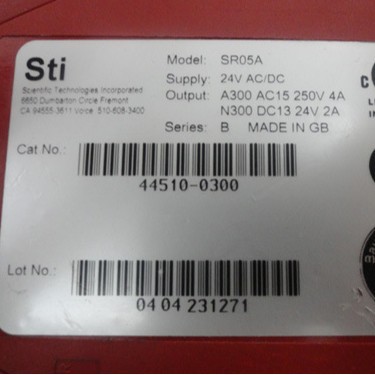 Sti
Scientific Technologies Incorporated
6550 Dumbarton Circle Fremont
CA 94555-3611 Voice 510-608-3400
Model: SR05A
Supply: 24V AC/DC
Output: A300 AC15 250V 4A
N300 DC13 24V 2A
Series: B MADE IN GB
Cat No.:
44510-0300
Lot No.:
04 04 231271